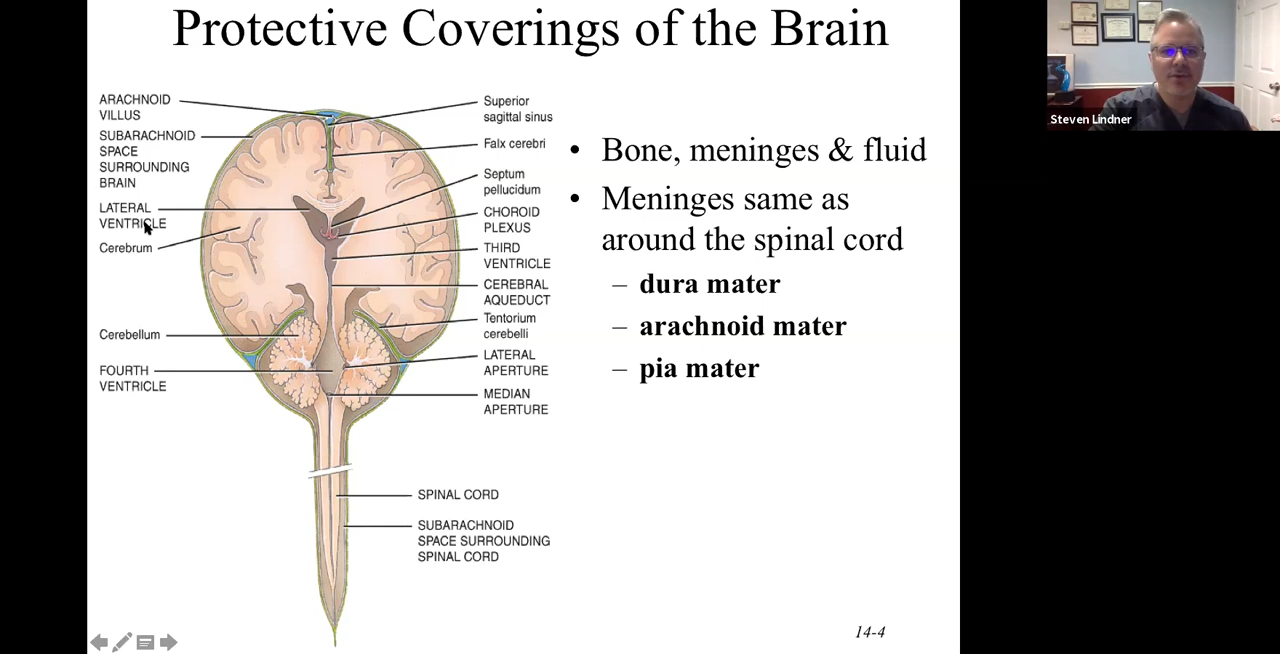 Protective Coverings of the Brain
ARACHNOID
VILLUS
SUBARACHNOID
SPACE
SURROUNDING
BRAIN
LATERAL
VENTRICLE
Cerebrum
Cerebellum
FOURTH
VENTRICLE
Superior
sagittal sinus
Falx cerebri
Septum
pellucidum
CHOROID
PLEXUS
THIRD
VENTRICLE
CEREBRAL
AQUEDUCT
Tentorium
cerebelli
LATERAL
APERTURE
MEDIAN
APERTURE
SPINAL CORD
SUBARACHNOID
SPACE SURROUNDING
SPINAL CORD
• Bone, meninges & fluid
• Meninges same as
around the spinal cord
– dura mater
– arachnoid mater
– pia mater
14-4
Steven Lindner